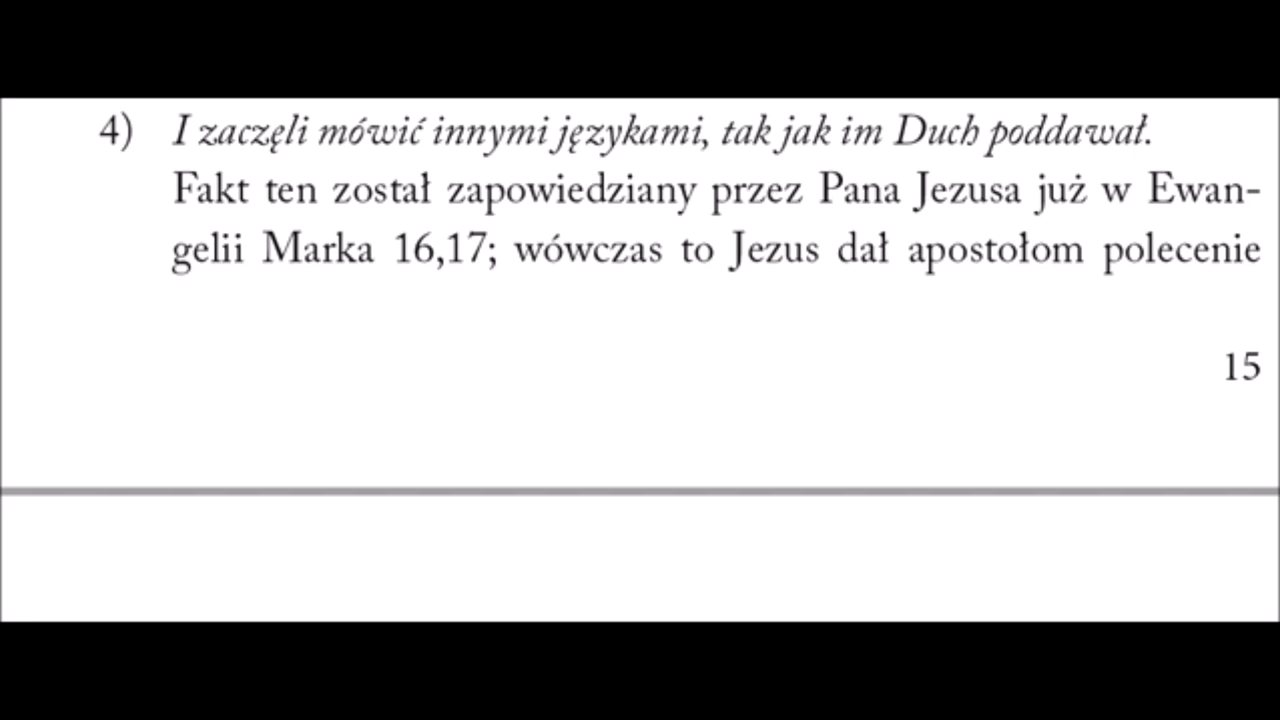 4) I zaczęli mówić innymi językami, tak jak im Duch poddawał.
Fakt ten został zapowiedziany przez Pana Jezusa już w Ewan-
gelii Marka 16,17; wówczas to Jezus dał apostołom polecenie
15